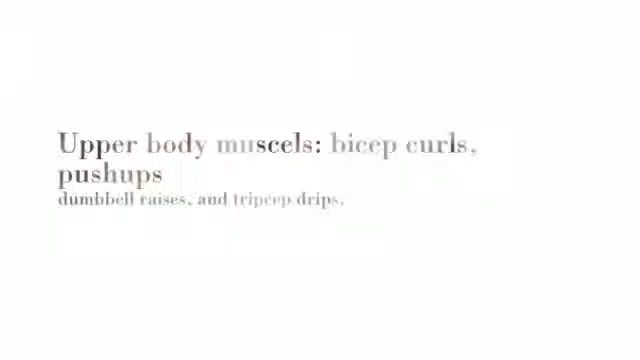 Upper body muscels: bicep curls,
pushups
dumbbell raises, and tripcep drips.